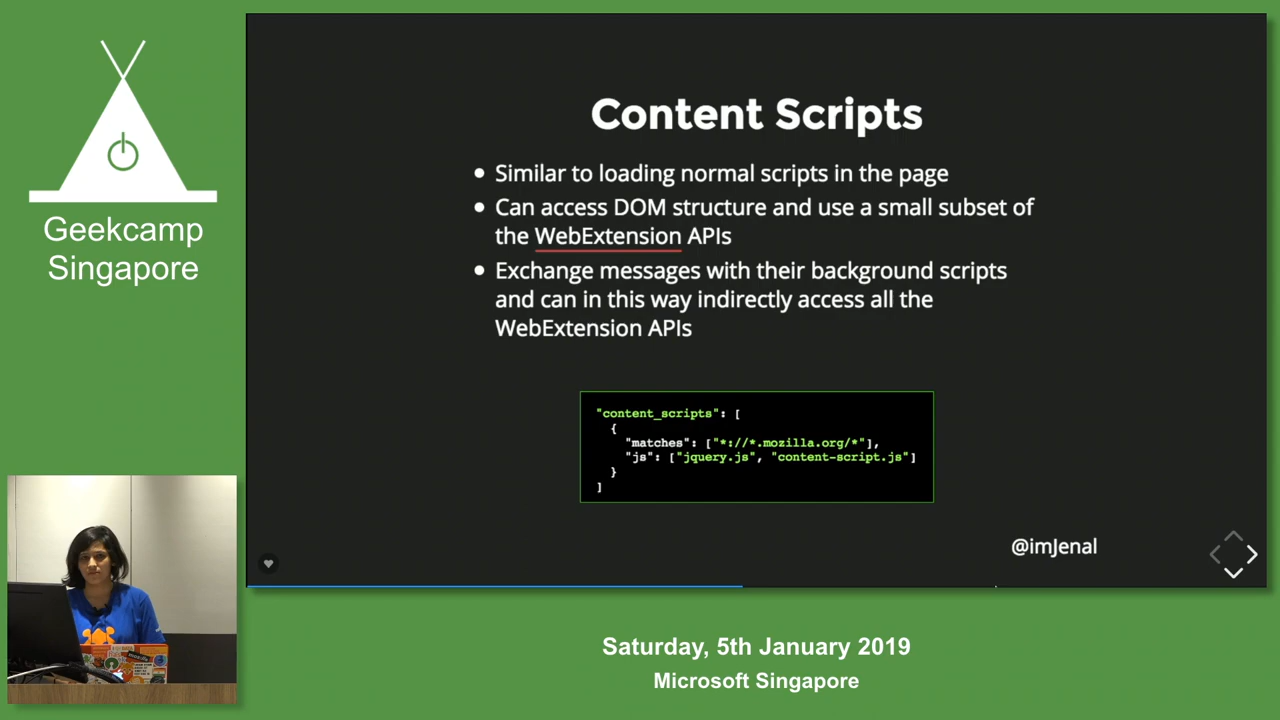 Geekcamp
Singapore
Content Scripts
Similar to loading normal scripts in the page
Can access DOM structure and use a small subset of
the WebExtension APIs
Exchange messages with their background scripts
and can in this way indirectly access all the
WebExtension APIs
"content_scripts": [
{
"matches": ["*://*.mozilla.org/*"],
"js": ["jquery.js", "content-script.js"]
}
]
@imJenal
Saturday, 5th January 2019
Microsoft Singapore